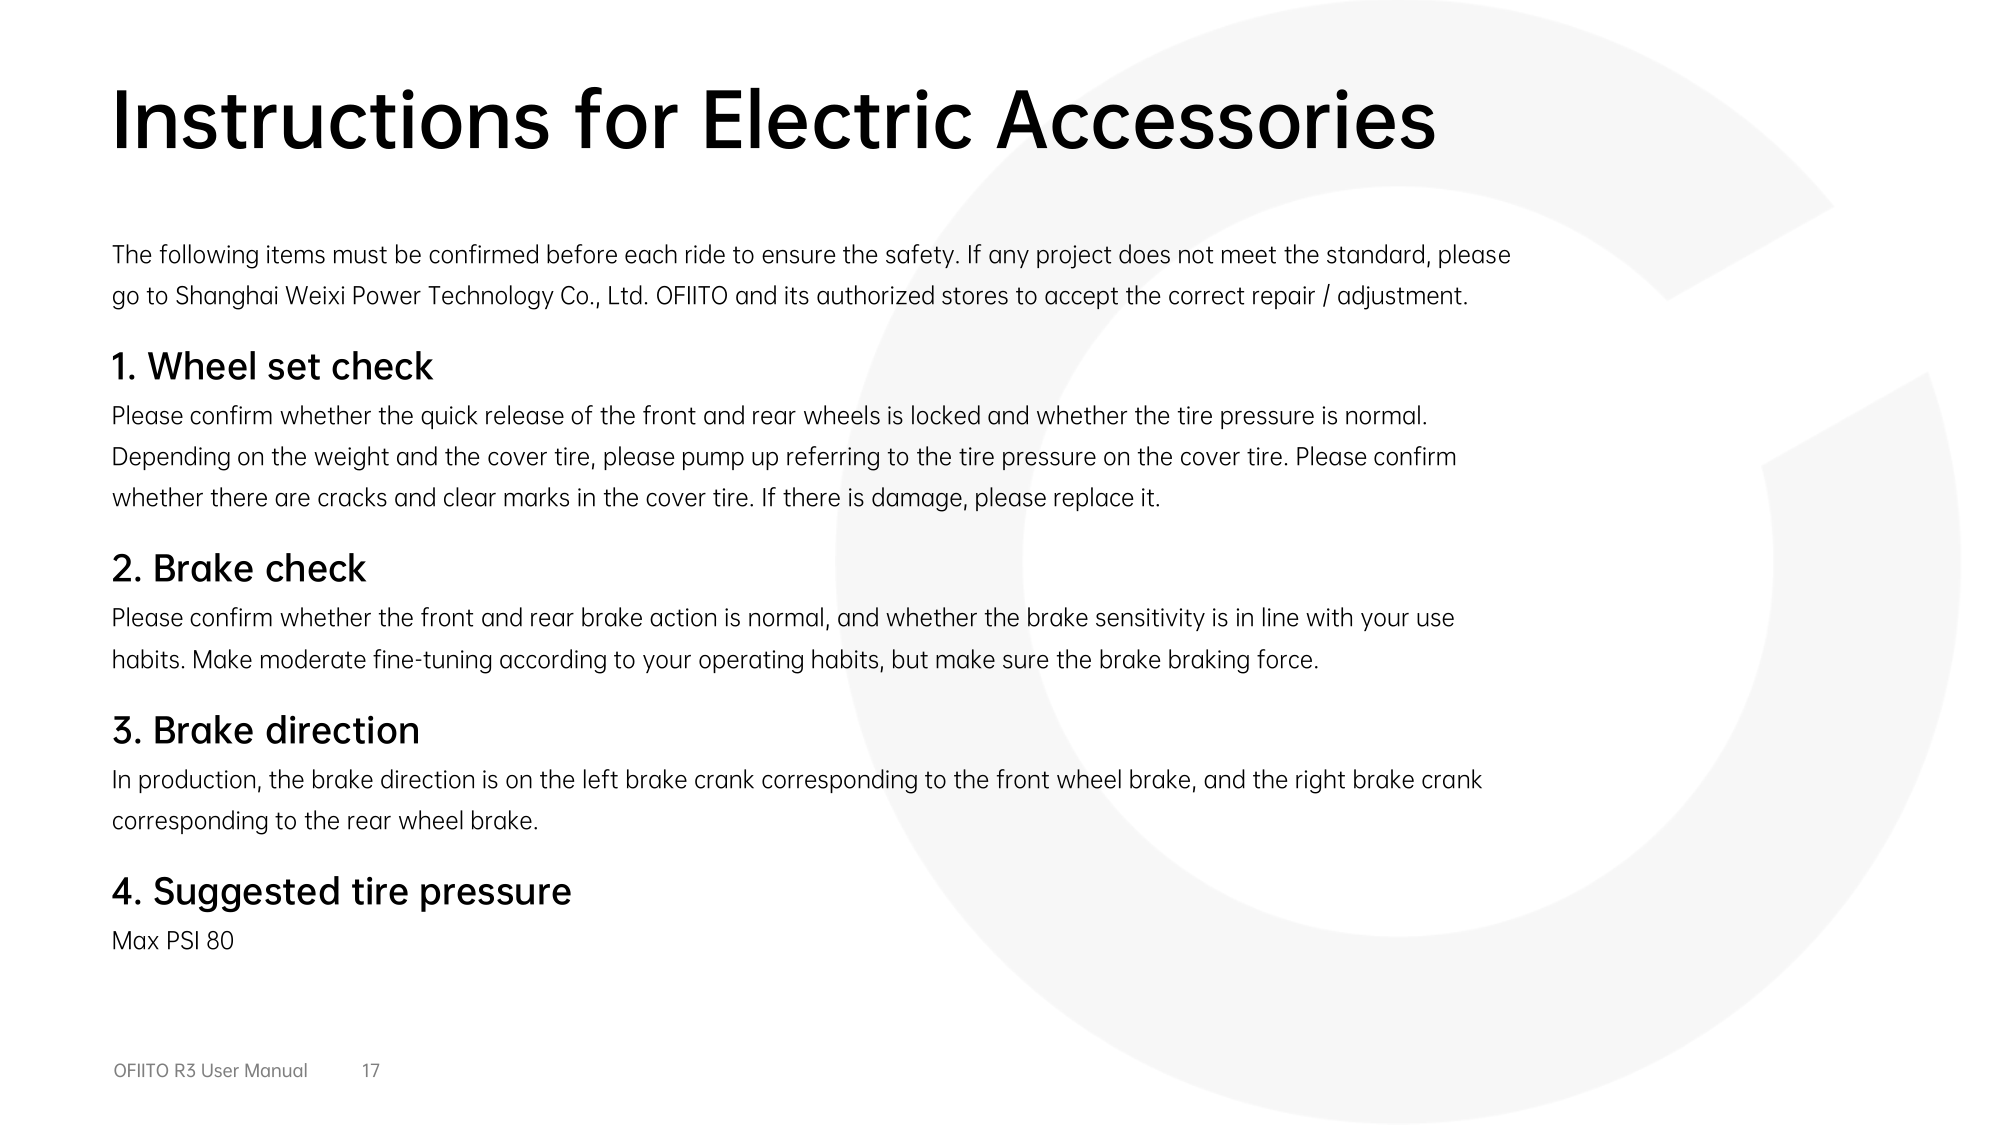 Instructions for Electric Accessories
The following items must be confirmed before each ride to ensure the safety. If any project does not meet the standard, please
go to Shanghai Weixi Power Technology Co., Ltd. OFIITO and its authorized stores to accept the correct repair / adjustment.
1. Wheel set check
Please confirm whether the quick release of the front and rear wheels is locked and whether the tire pressure is normal.
Depending on the weight and the cover tire, please pump up referring to the tire pressure on the cover tire. Please confirm
whether there are cracks and clear marks in the cover tire. If there is damage, please replace it.
2. Brake check
Please confirm whether the front and rear brake action is normal, and whether the brake sensitivity is in line with your use
habits. Make moderate fine-tuning according to your operating habits, but make sure the brake braking force.
3. Brake direction
In production, the brake direction is on the left brake crank corresponding to the front wheel brake, and the right brake crank
corresponding to the rear wheel brake.
4. Suggested tire pressure
Max PSI 80
OFIITO R3 User Manual 17